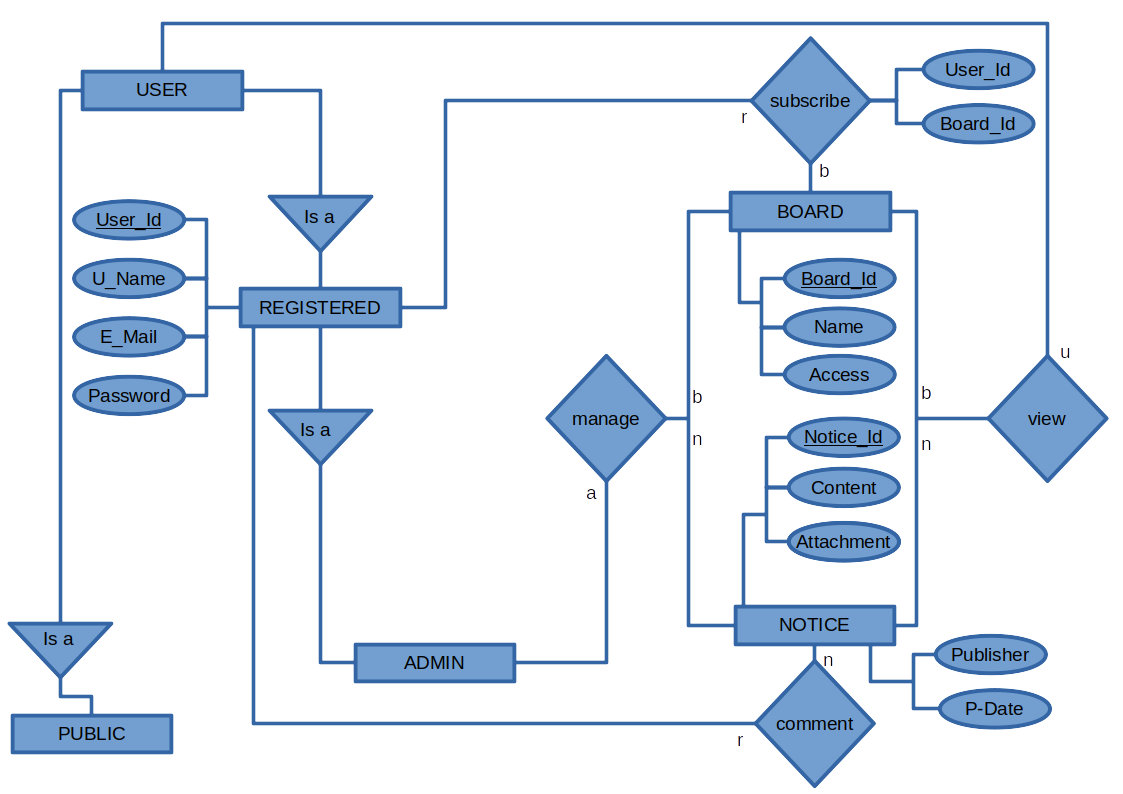 USER
subscribe
User_Id
Board_Id
r
b
Is a
BOARD
User_Id
U_Name
E_Mail
Password
REGISTERED
Board_Id
Name
Access
u
manage
b
n
b
n
view
Is a
Notice_Id
Content
Attachment
a
Is a
NOTICE
ADMIN
n
Publisher
P-Date
PUBLIC
comment
r